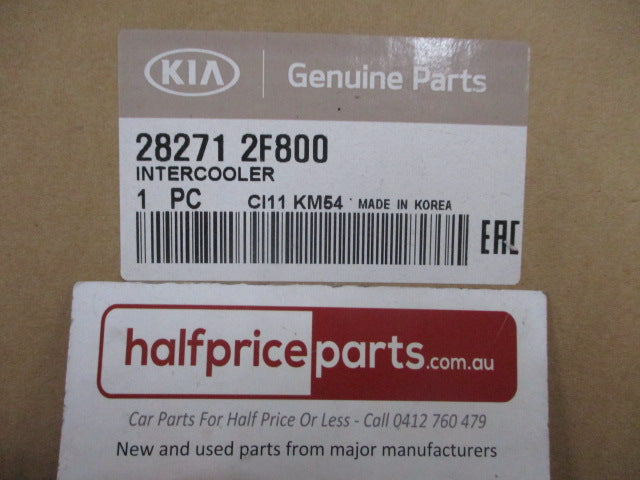 KIA Genuine Parts
28271 2F800
INTERCOOLER
1 PC CI11 KM54 MADE IN KOREA
EAC
halfpriceparts.com.au
Car Parts For Half Price Or Less - Call 0412 760 479
New and used parts from major manufacturers